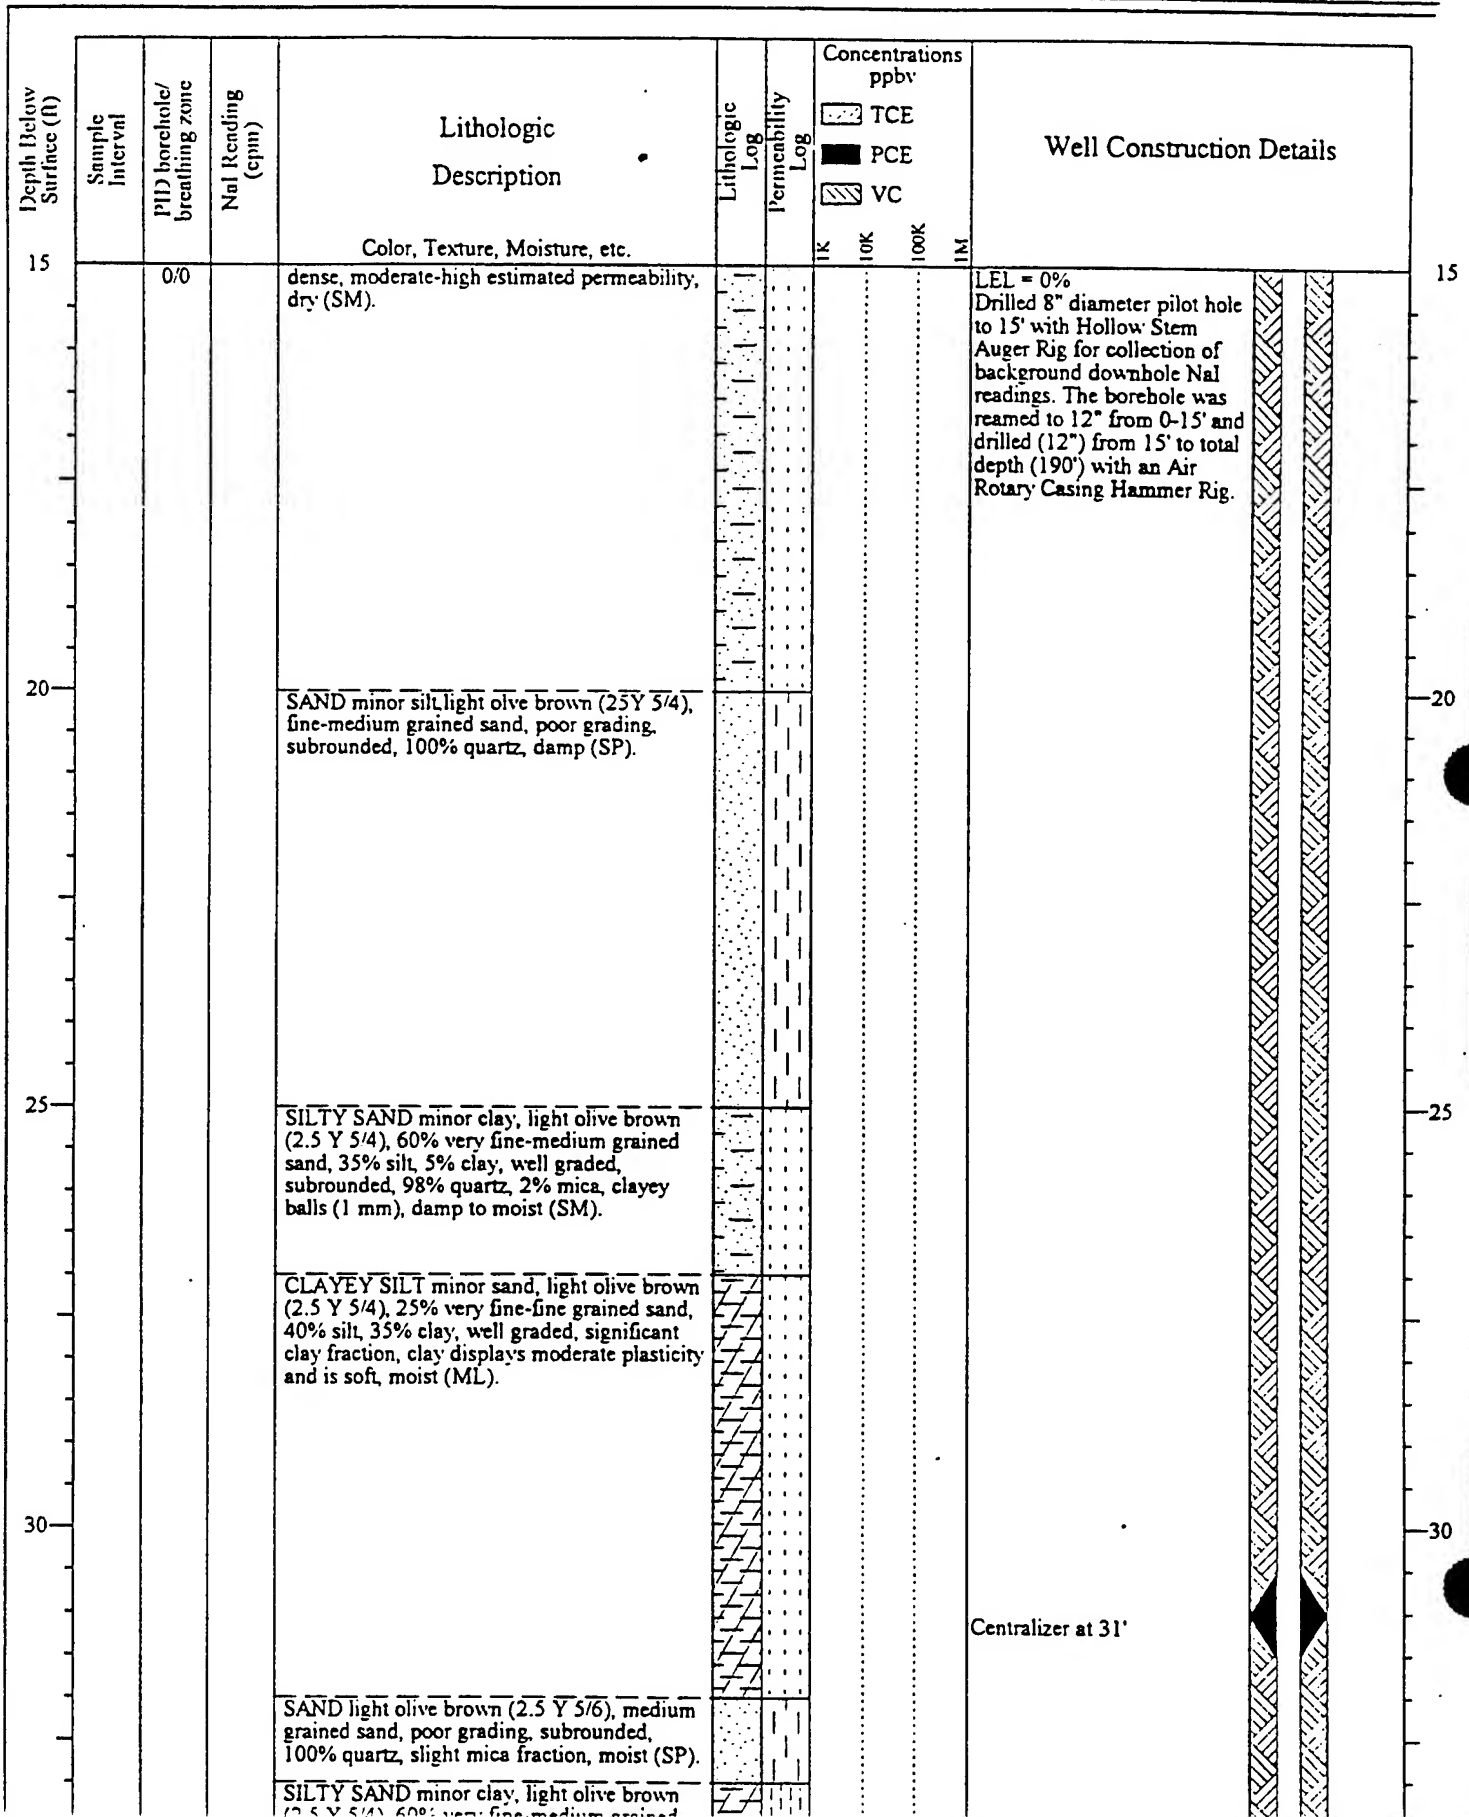 Depth Below
Surface (ft)
Sample
Interval
PID borehole/
breathing zone
NaI Reading
(cpm)
Lithologic
Description
Color, Texture, Moisture, etc.
Lithologic
Log
Permeability
Log
Concentrations
ppbv
TCE
PCE
VC
1K
10K
100K
1M
Well Construction Details
15
0/0
dense, moderate-high estimated permeability,
dry (SM).
LEL = 0%
Drilled 8" diameter pilot hole
to 15' with Hollow Stem
Auger Rig for collection of
background downhole NaI
readings. The borehole was
reamed to 12" from 0-15' and
drilled (12") from 15' to total
depth (190') with an Air
Rotary Casing Hammer Rig.
15
20
SAND minor silt, light olve brown (25Y 5/4),
fine-medium grained sand, poor grading,
subrounded, 100% quartz, damp (SP).
20
25
SILTY SAND minor clay, light olive brown
(2.5 Y 5/4), 60% very fine-medium grained
sand, 35% silt, 5% clay, well graded,
subrounded, 98% quartz, 2% mica, clayey
balls (1 mm), damp to moist (SM).
25
CLAYEY SILT minor sand, light olive brown
(2.5 Y 5/4), 25% very fine-fine grained sand,
40% silt, 35% clay, well graded, significant
clay fraction, clay displays moderate plasticity
and is soft, moist (ML).
30
30
Centralizer at 31'
SAND light olive brown (2.5 Y 5/6), medium
grained sand, poor grading, subrounded,
100% quartz, slight mica fraction, moist (SP).
SILTY SAND minor clay, light olive brown
(2.5 Y 5/4), 60% very fine-medium grained